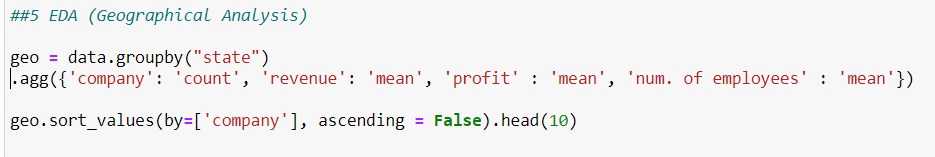 ##5 EDA (Geographical Analysis)
geo = data.groupby("state")
.agg({'company': 'count', 'revenue': 'mean', 'profit' : 'mean', 'num. of employees' : 'mean'})
geo.sort_values(by=['company'], ascending = False).head(10)